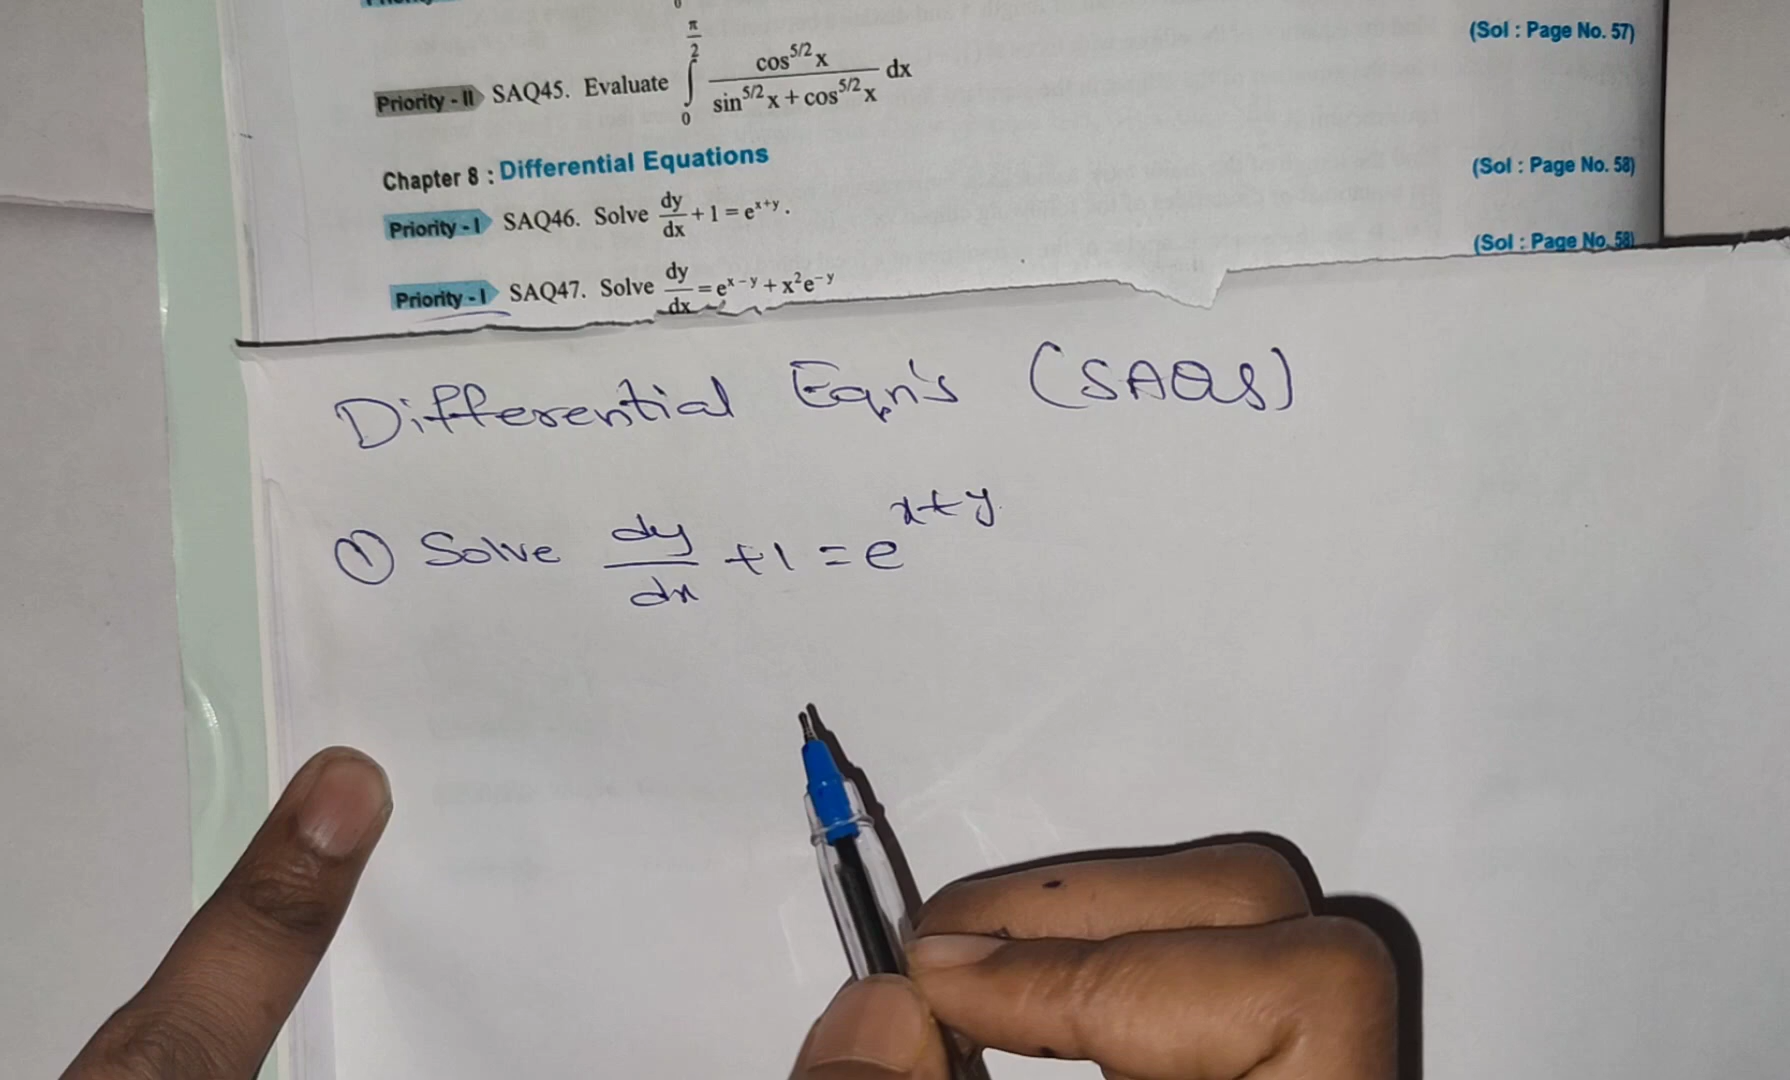 π/2
(Sol : Page No. 57)
Priority - II SAQ45. Evaluate ∫₀ cos^{5/2}x / (sin^{5/2}x + cos^{5/2}x) dx
Chapter 8 : Differential Equations
(Sol : Page No. 58)
Priority - I SAQ46. Solve dy/dx + 1 = e^{x+y}.
(Sol : Page No. 58)
Priority - I SAQ47. Solve dy/dx = e^{x-y} + x²e^{-y}
Differential Eqn's (SAQs)
① Solve dy/dx + 1 = e^{x+y}